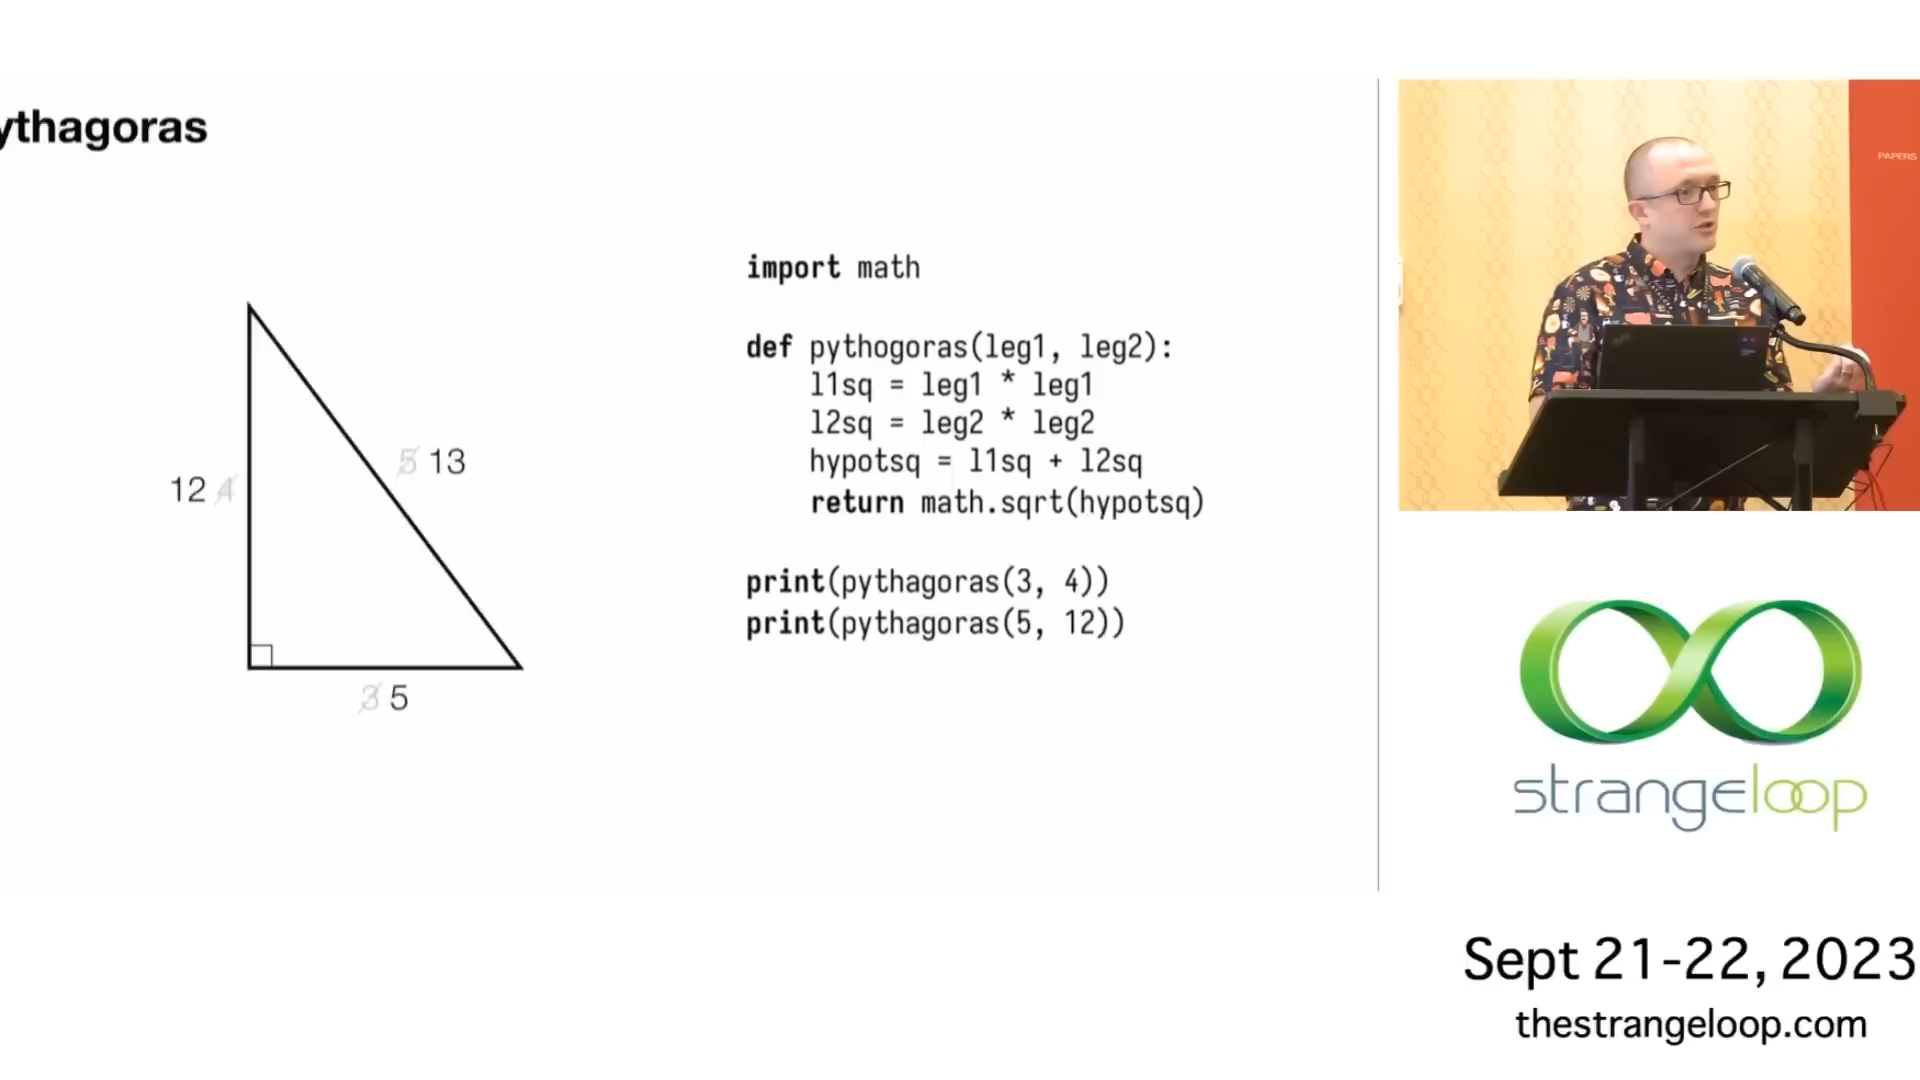 ythagoras
import math
def pythogoras(leg1, leg2):
l1sq = leg1 * leg1
l2sq = leg2 * leg2
hypotsq = l1sq + l2sq
return math.sqrt(hypotsq)
print(pythagoras(3, 4))
print(pythagoras(5, 12))
5 13
12 4
3 5
PAPERS
strangeloop
Sept 21-22, 2023
thestrangeloop.com